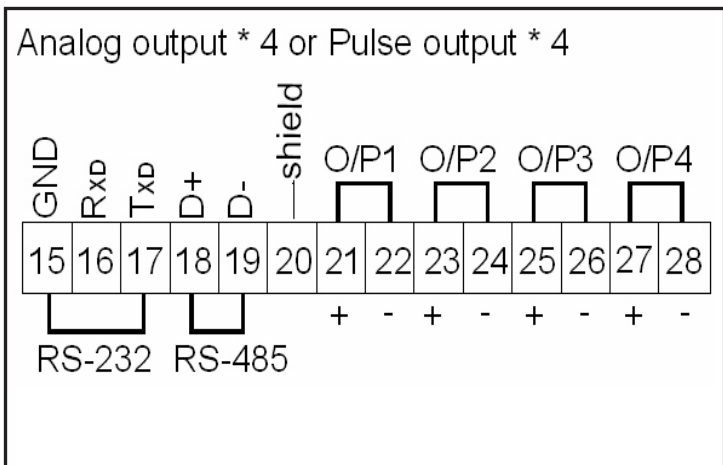 Analog output * 4 or Pulse output * 4
GND RxD TxD D+ D- shield O/P1 O/P2 O/P3 O/P4
15 16 17 18 19 20 21 22 23 24 25 26 27 28
+ - + - + - + -
RS-232 RS-485